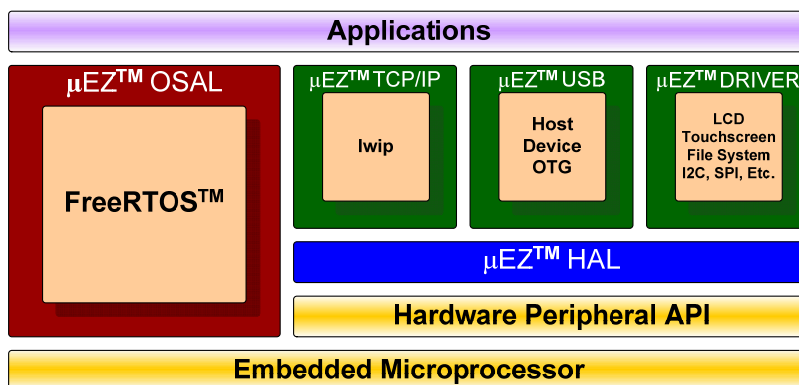 Applications
μEZ™ OSAL
FreeRTOS™
μEZ™ TCP/IP
lwip
μEZ™ USB
Host
Device
OTG
μEZ™ DRIVER
LCD
Touchscreen
File System
I2C, SPI, Etc.
μEZ™ HAL
Hardware Peripheral API
Embedded Microprocessor